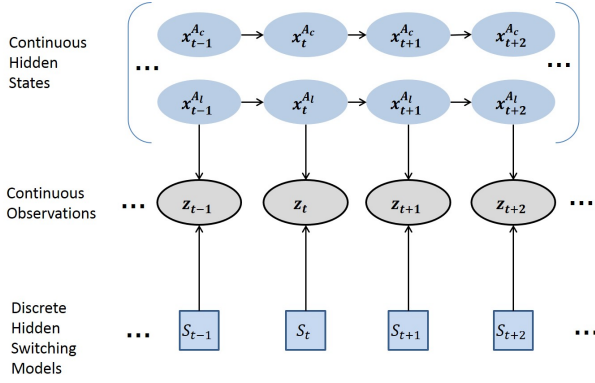 Continuous
Hidden
States
... x_{t-1}^{A_c} x_t^{A_c} x_{t+1}^{A_c} x_{t+2}^{A_c} ...
x_{t-1}^{A_l} x_t^{A_l} x_{t+1}^{A_l} x_{t+2}^{A_l}
Continuous
Observations
... z_{t-1} z_t z_{t+1} z_{t+2} ...
Discrete
Hidden
Switching
Models
... S_{t-1} S_t S_{t+1} S_{t+2} ...